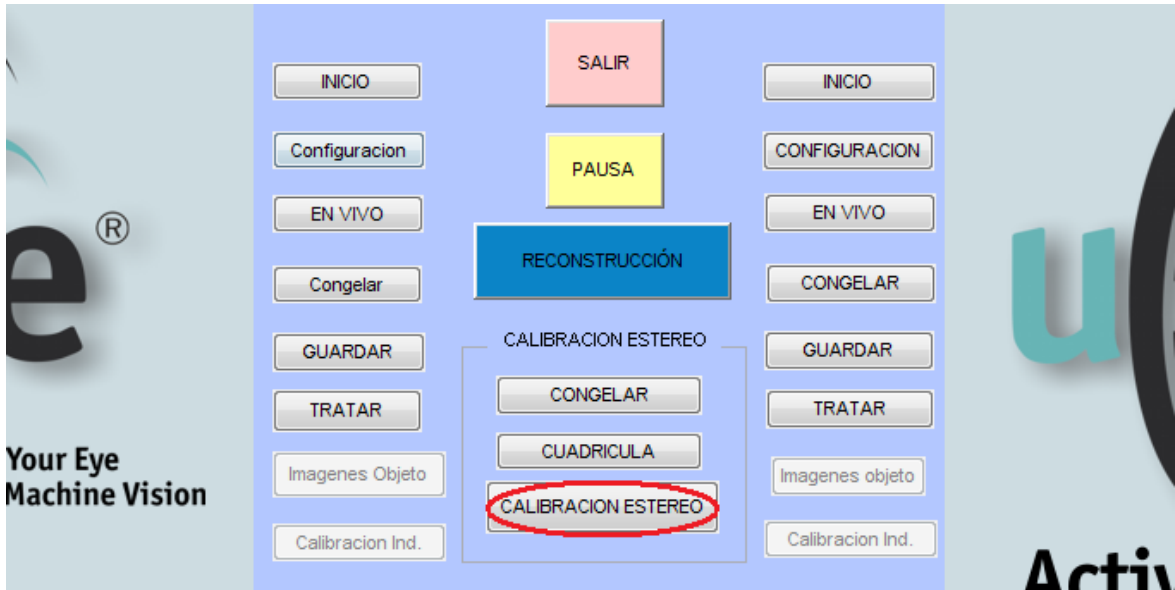 e®
Your Eye
Machine Vision
INICIO
Configuracion
EN VIVO
Congelar
GUARDAR
TRATAR
Imagenes Objeto
Calibracion Ind.
SALIR
PAUSA
RECONSTRUCCIÓN
CALIBRACION ESTEREO
CONGELAR
CUADRICULA
CALIBRACION ESTEREO
INICIO
CONFIGURACION
EN VIVO
CONGELAR
GUARDAR
TRATAR
Imagenes objeto
Calibracion Ind.
u